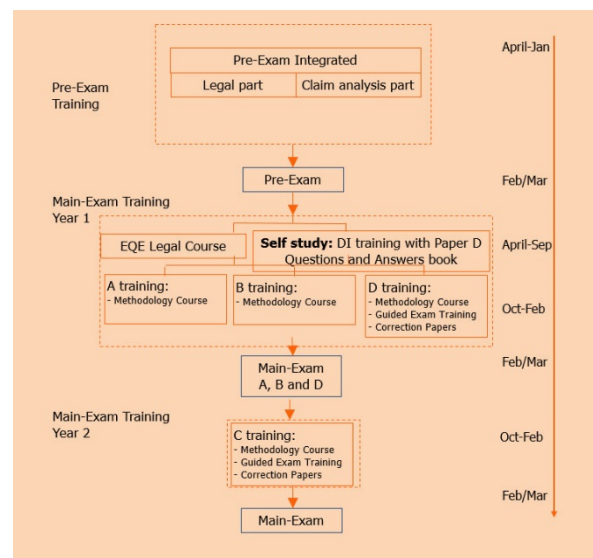 April-Jan
Pre-Exam Integrated
Legal part
Claim analysis part
Pre-Exam
Training
Pre-Exam
Feb/Mar
Main-Exam Training
Year 1
EQE Legal Course
Self study: DI training with Paper D
Questions and Answers book
April-Sep
A training:
- Methodology Course
B training:
- Methodology Course
D training:
- Methodology Course
- Guided Exam Training
- Correction Papers
Oct-Feb
Main-Exam
A, B and D
Feb/Mar
Main-Exam Training
Year 2
C training:
- Methodology Course
- Guided Exam Training
- Correction Papers
Oct-Feb
Feb/Mar
Main-Exam